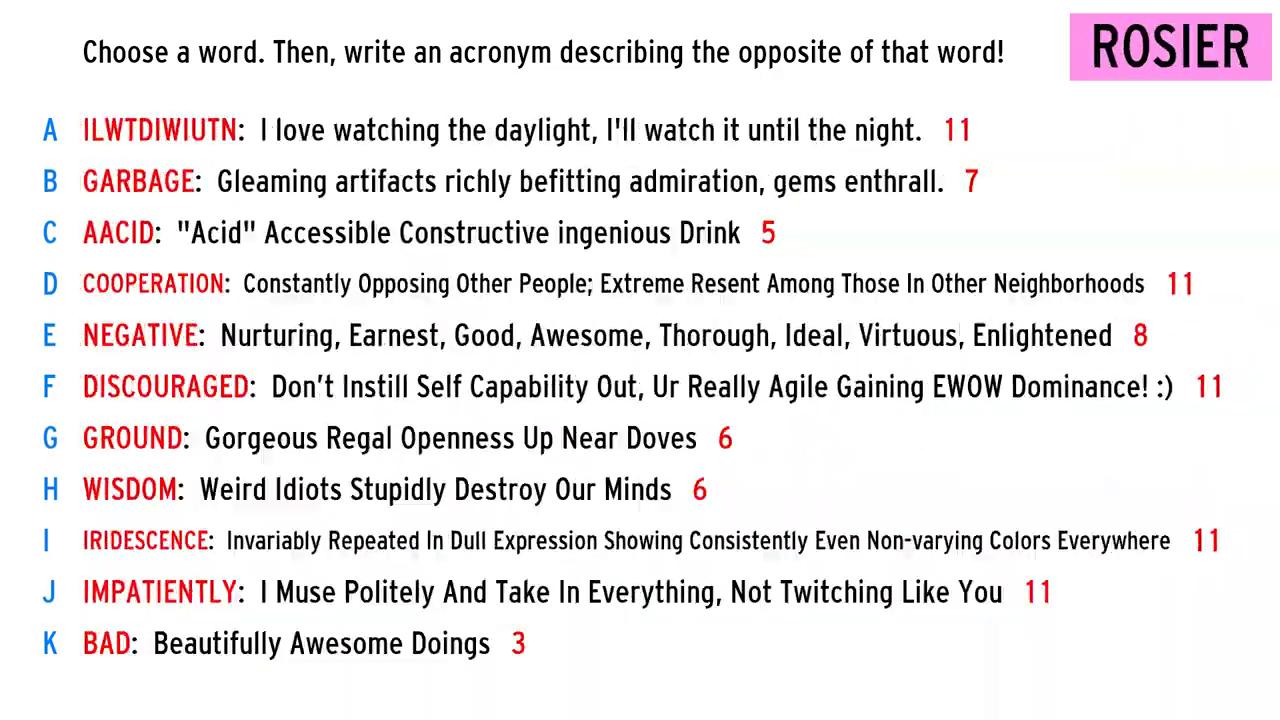 Choose a word. Then, write an acronym describing the opposite of that word!
ROSIER
A ILWTDIWIUTN: I love watching the daylight, I'll watch it until the night. 11
B GARBAGE: Gleaming artifacts richly befitting admiration, gems enthrall. 7
C AACID: "Acid" Accessible Constructive ingenious Drink 5
D COOPERATION: Constantly Opposing Other People; Extreme Resent Among Those In Other Neighborhoods 11
E NEGATIVE: Nurturing, Earnest, Good, Awesome, Thorough, Ideal, Virtuous, Enlightened 8
F DISCOURAGED: Don’t Instill Self Capability Out, Ur Really Agile Gaining EWOW Dominance! :) 11
G GROUND: Gorgeous Regal Openness Up Near Doves 6
H WISDOM: Weird Idiots Stupidly Destroy Our Minds 6
I IRIDESCENCE: Invariably Repeated In Dull Expression Showing Consistently Even Non-varying Colors Everywhere 11
J IMPATIENTLY: I Muse Politely And Take In Everything, Not Twitching Like You 11
K BAD: Beautifully Awesome Doings 3